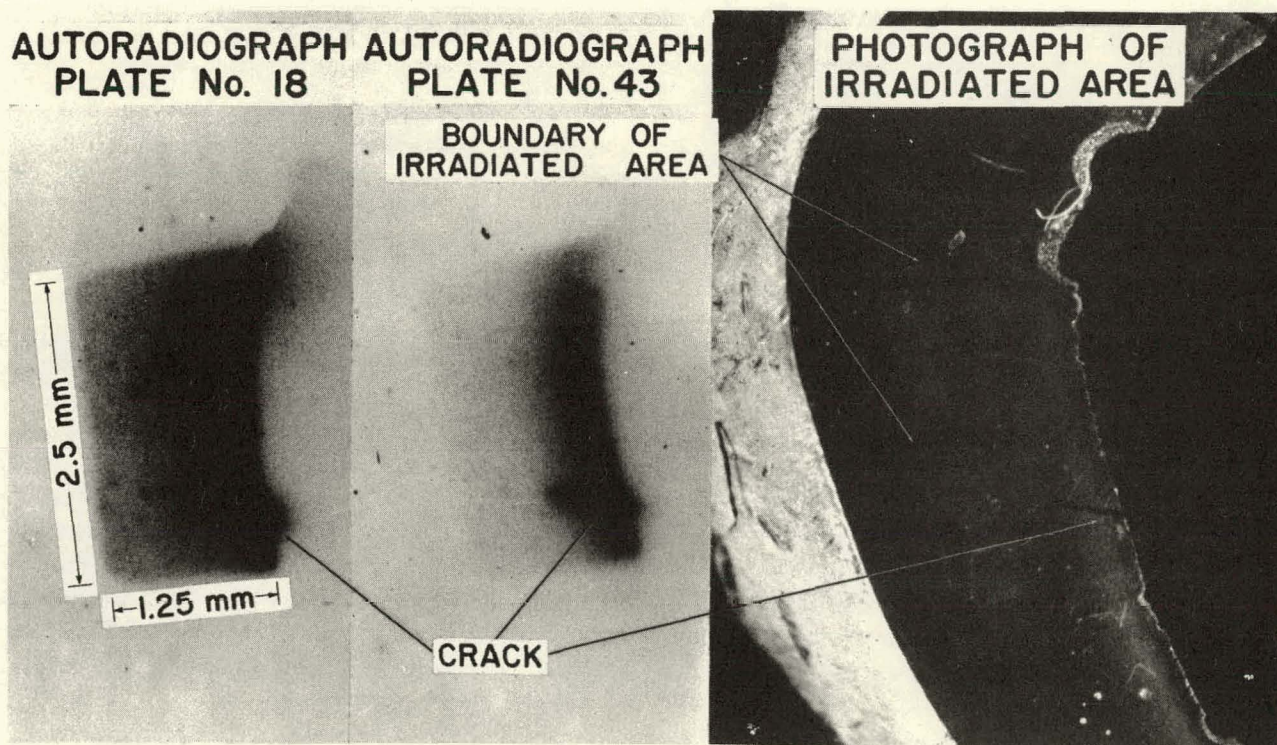 AUTORADIOGRAPH
PLATE No. 18
AUTORADIOGRAPH
PLATE No. 43
PHOTOGRAPH OF
IRRADIATED AREA
BOUNDARY OF
IRRADIATED AREA
2.5 mm
1.25 mm
CRACK